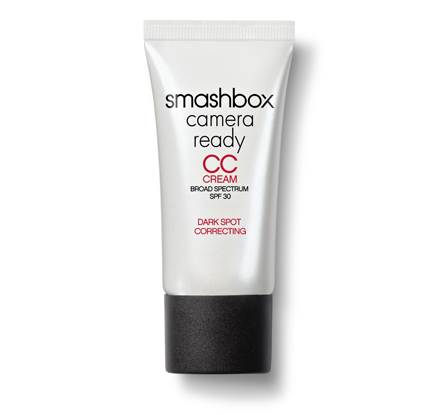 smashbox
camera
ready
CC
CREAM
BROAD SPECTRUM
SPF 30
DARK SPOT
CORRECTING